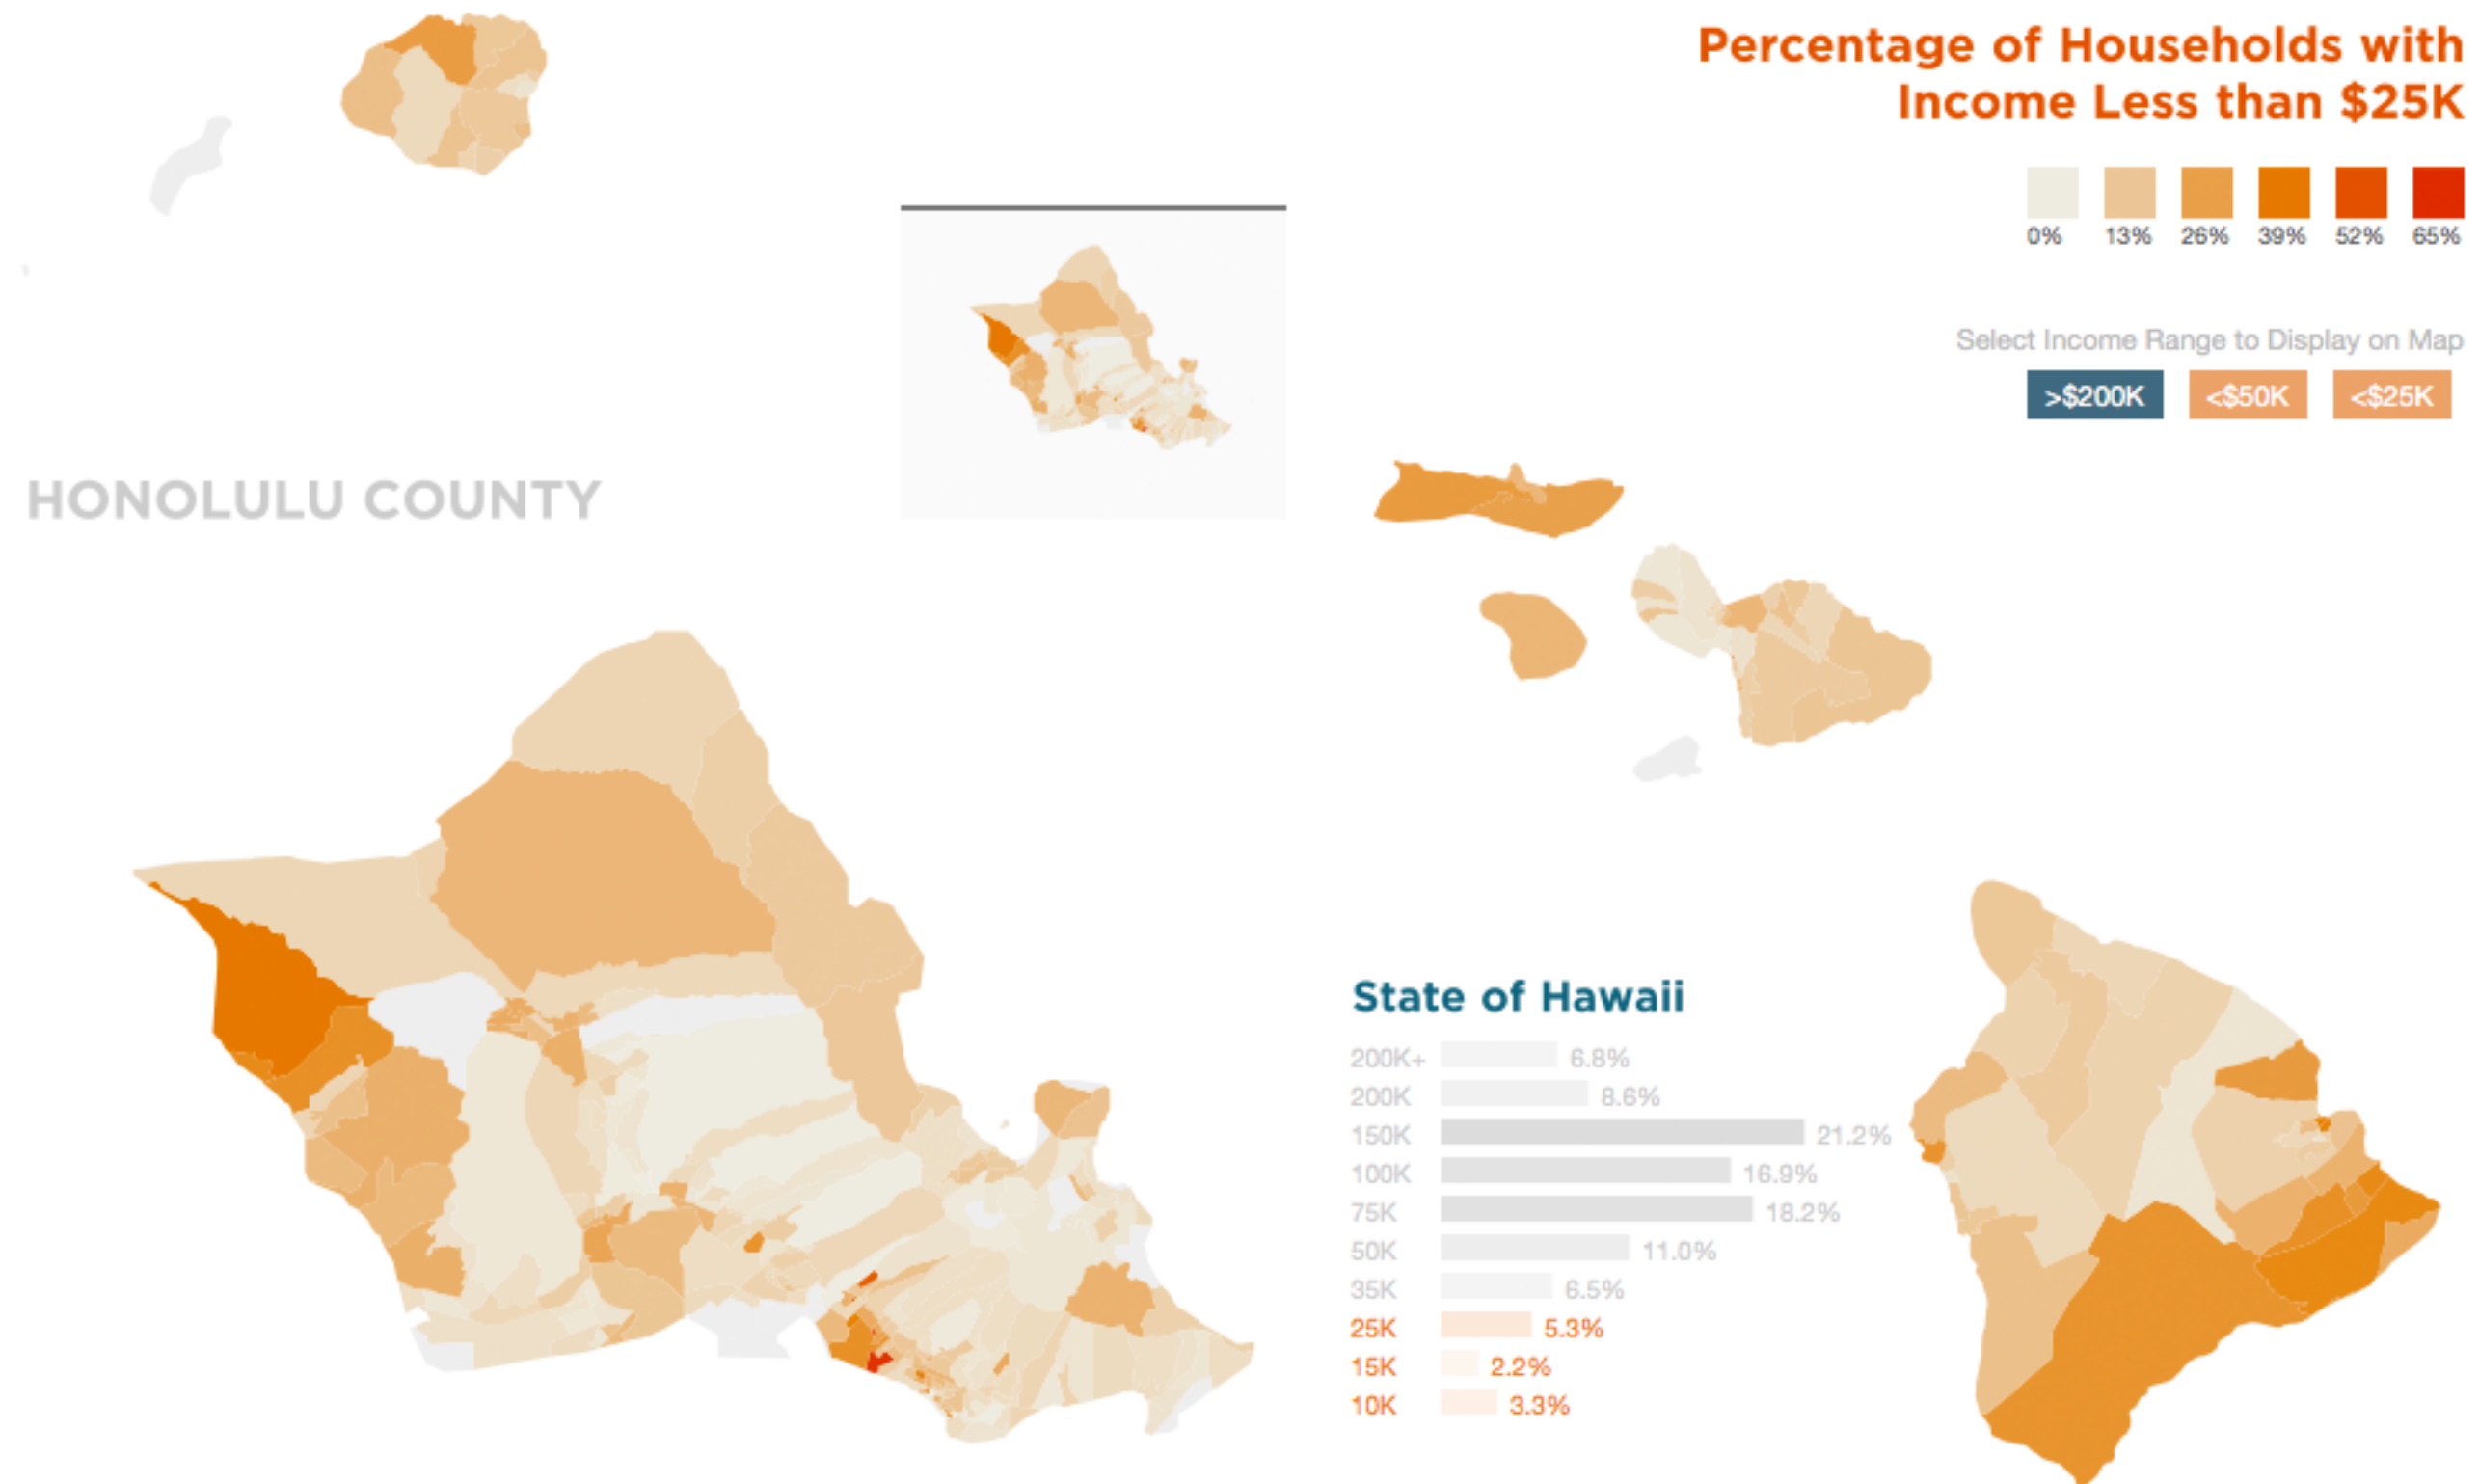 Percentage of Households with
Income Less than $25K
0% 13% 26% 39% 52% 65%
Select Income Range to Display on Map
>$200K <$50K <$25K
HONOLULU COUNTY
State of Hawaii
200K+ 6.8%
200K 8.6%
150K 21.2%
100K 16.9%
75K 18.2%
50K 11.0%
35K 6.5%
25K 5.3%
15K 2.2%
10K 3.3%